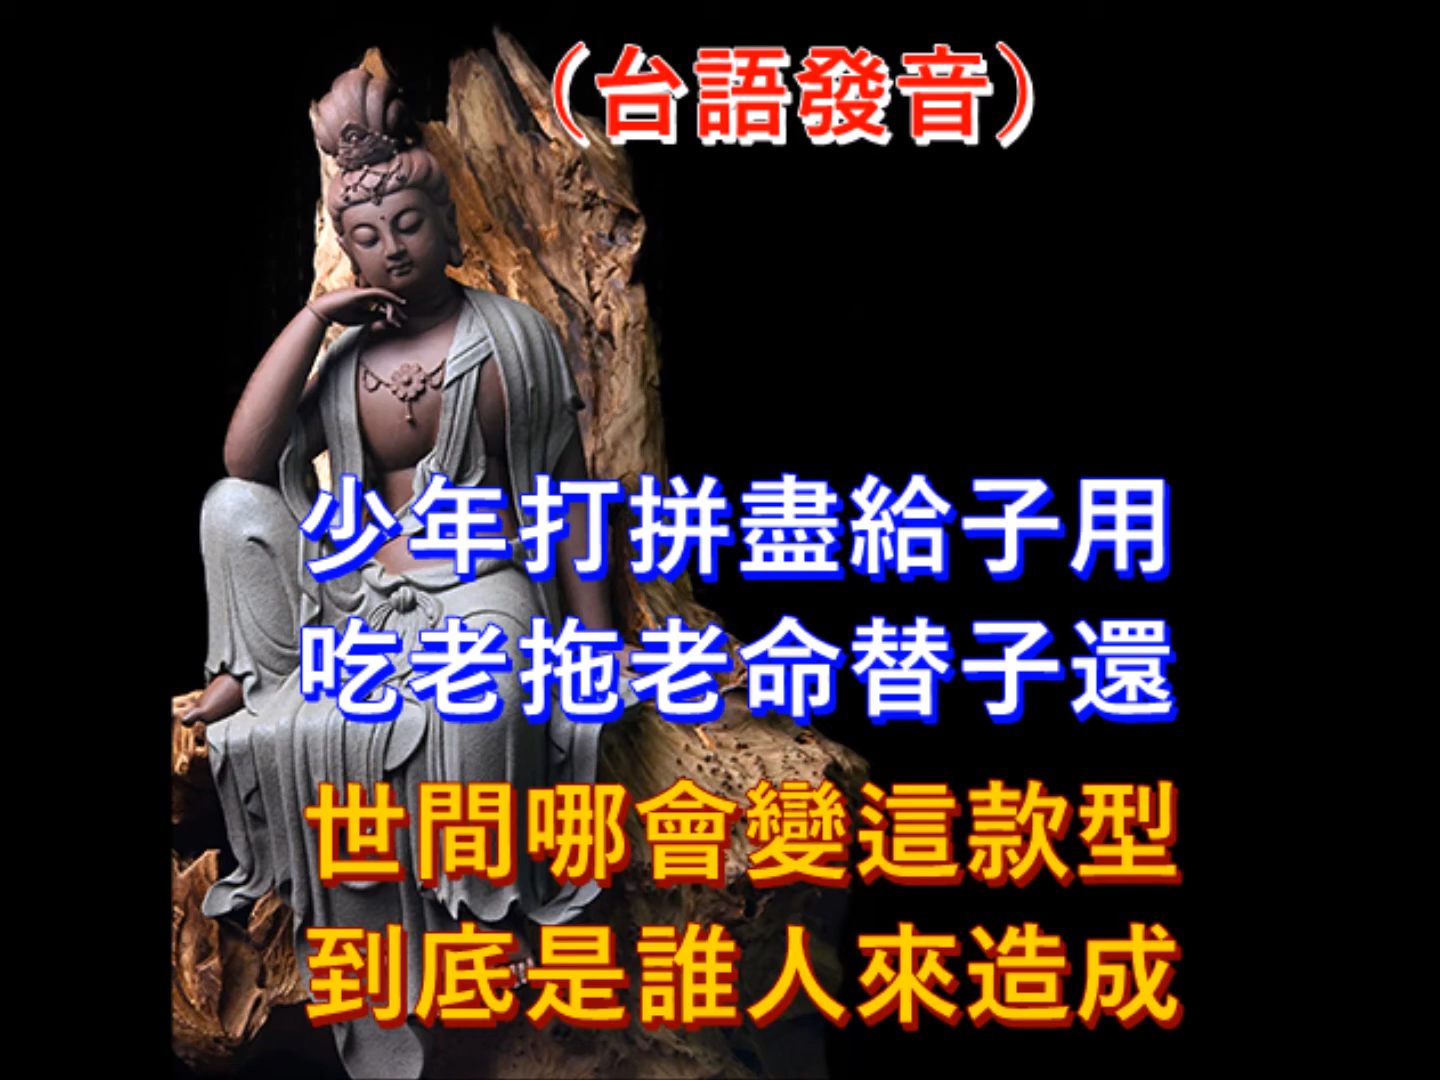 （台語發音）
少年打拼盡給子用
吃老拖老命替子還
世間哪會變這款型
到底是誰人來造成